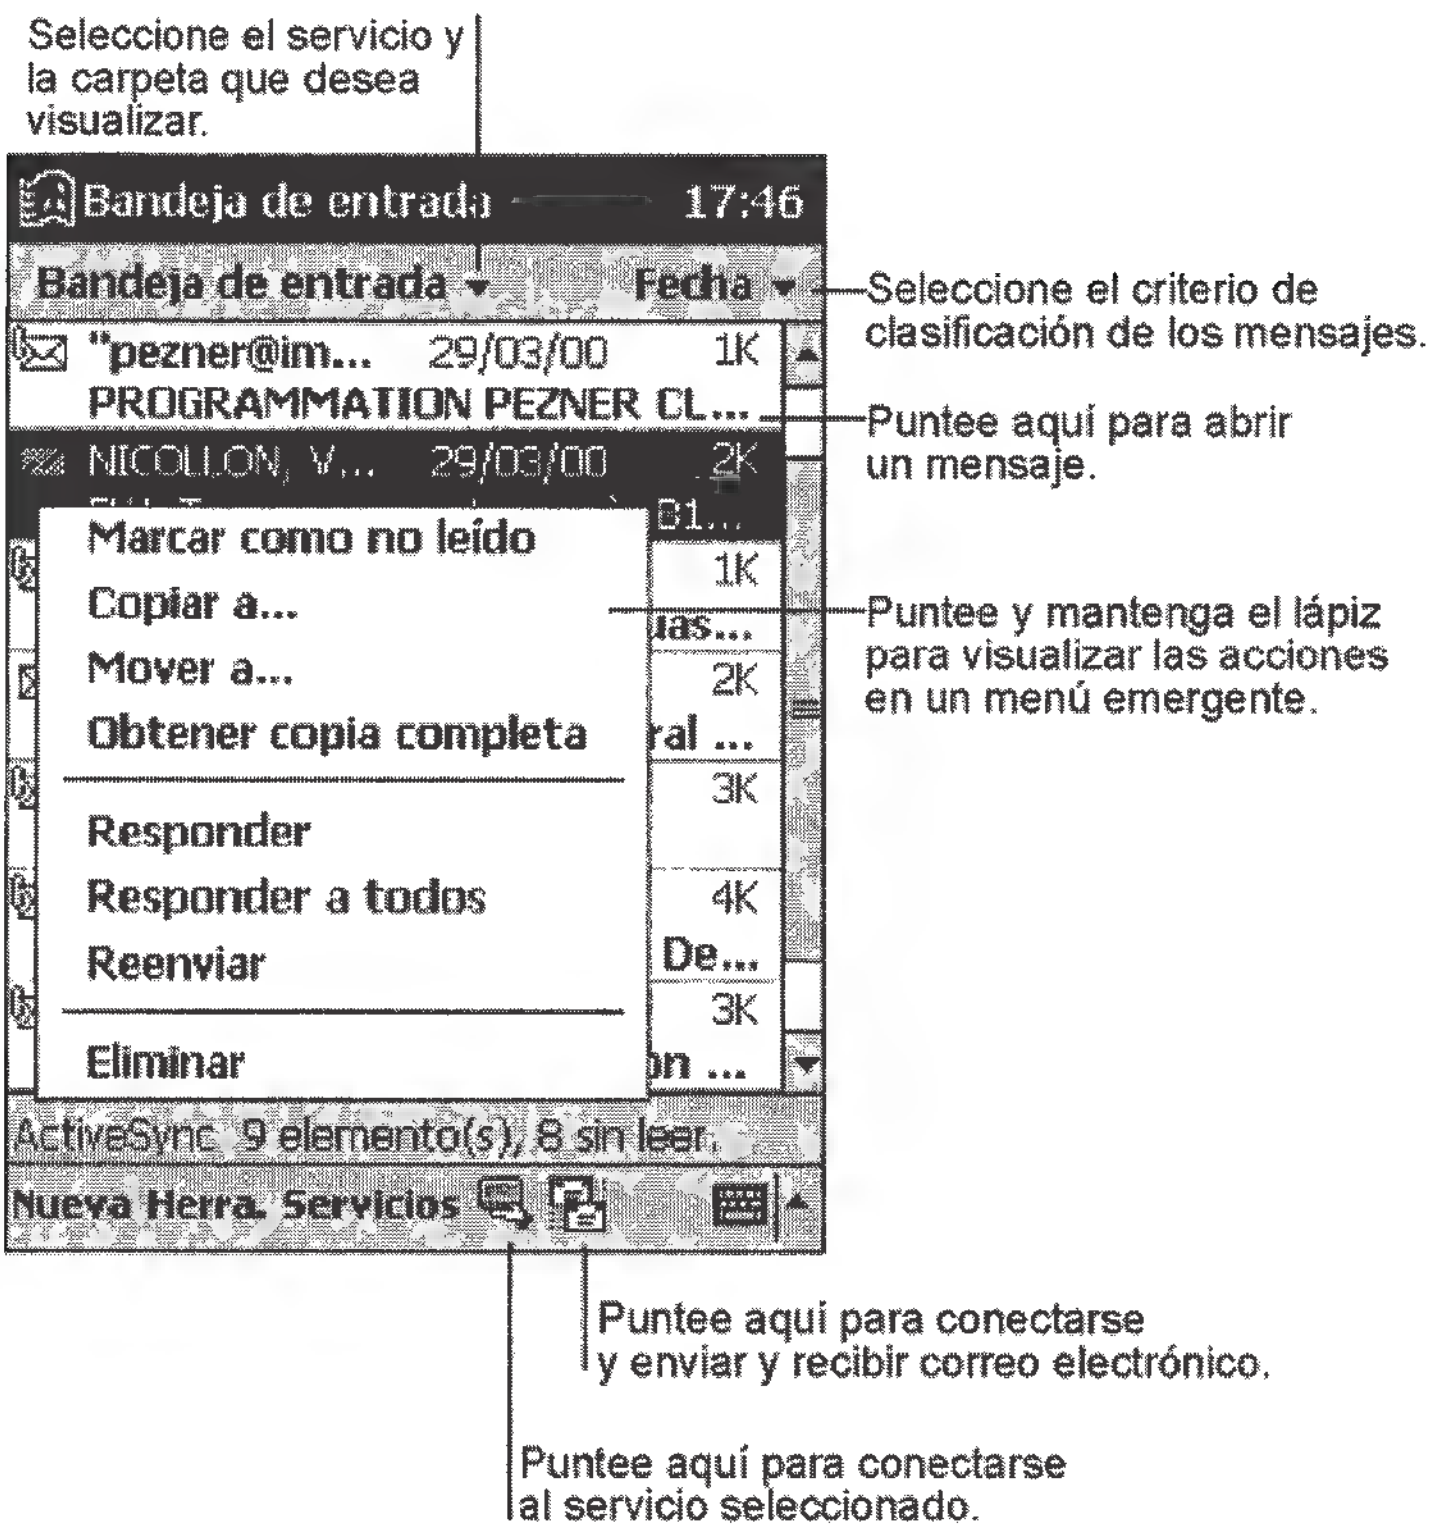 Seleccione el servicio y
la carpeta que desea
visualizar.
Bandeja de entrada 17:46
Bandeja de entrada Fecha
Seleccione el criterio de
clasificación de los mensajes.
"pezner@im... 29/03/00 1K
PROGRAMMATION PEZNER CL...
Puntee aquí para abrir
un mensaje.
NICOLLON, V... 29/03/00 2K
B1...
Marcar como no leído
1K
Copiar a...
uas...
Puntee y mantenga el lápiz
para visualizar las acciones
en un menú emergente.
Mover a...
2K
Obtener copia completa
ral ...
3K
Responder
Responder a todos
4K
Reenviar
De...
3K
Eliminar
on ...
ActiveSync 9 elemento(s), 8 sin leer.
Nueva Herra. Servicios
Puntee aquí para conectarse
y enviar y recibir correo electrónico.
Puntee aquí para conectarse
al servicio seleccionado.